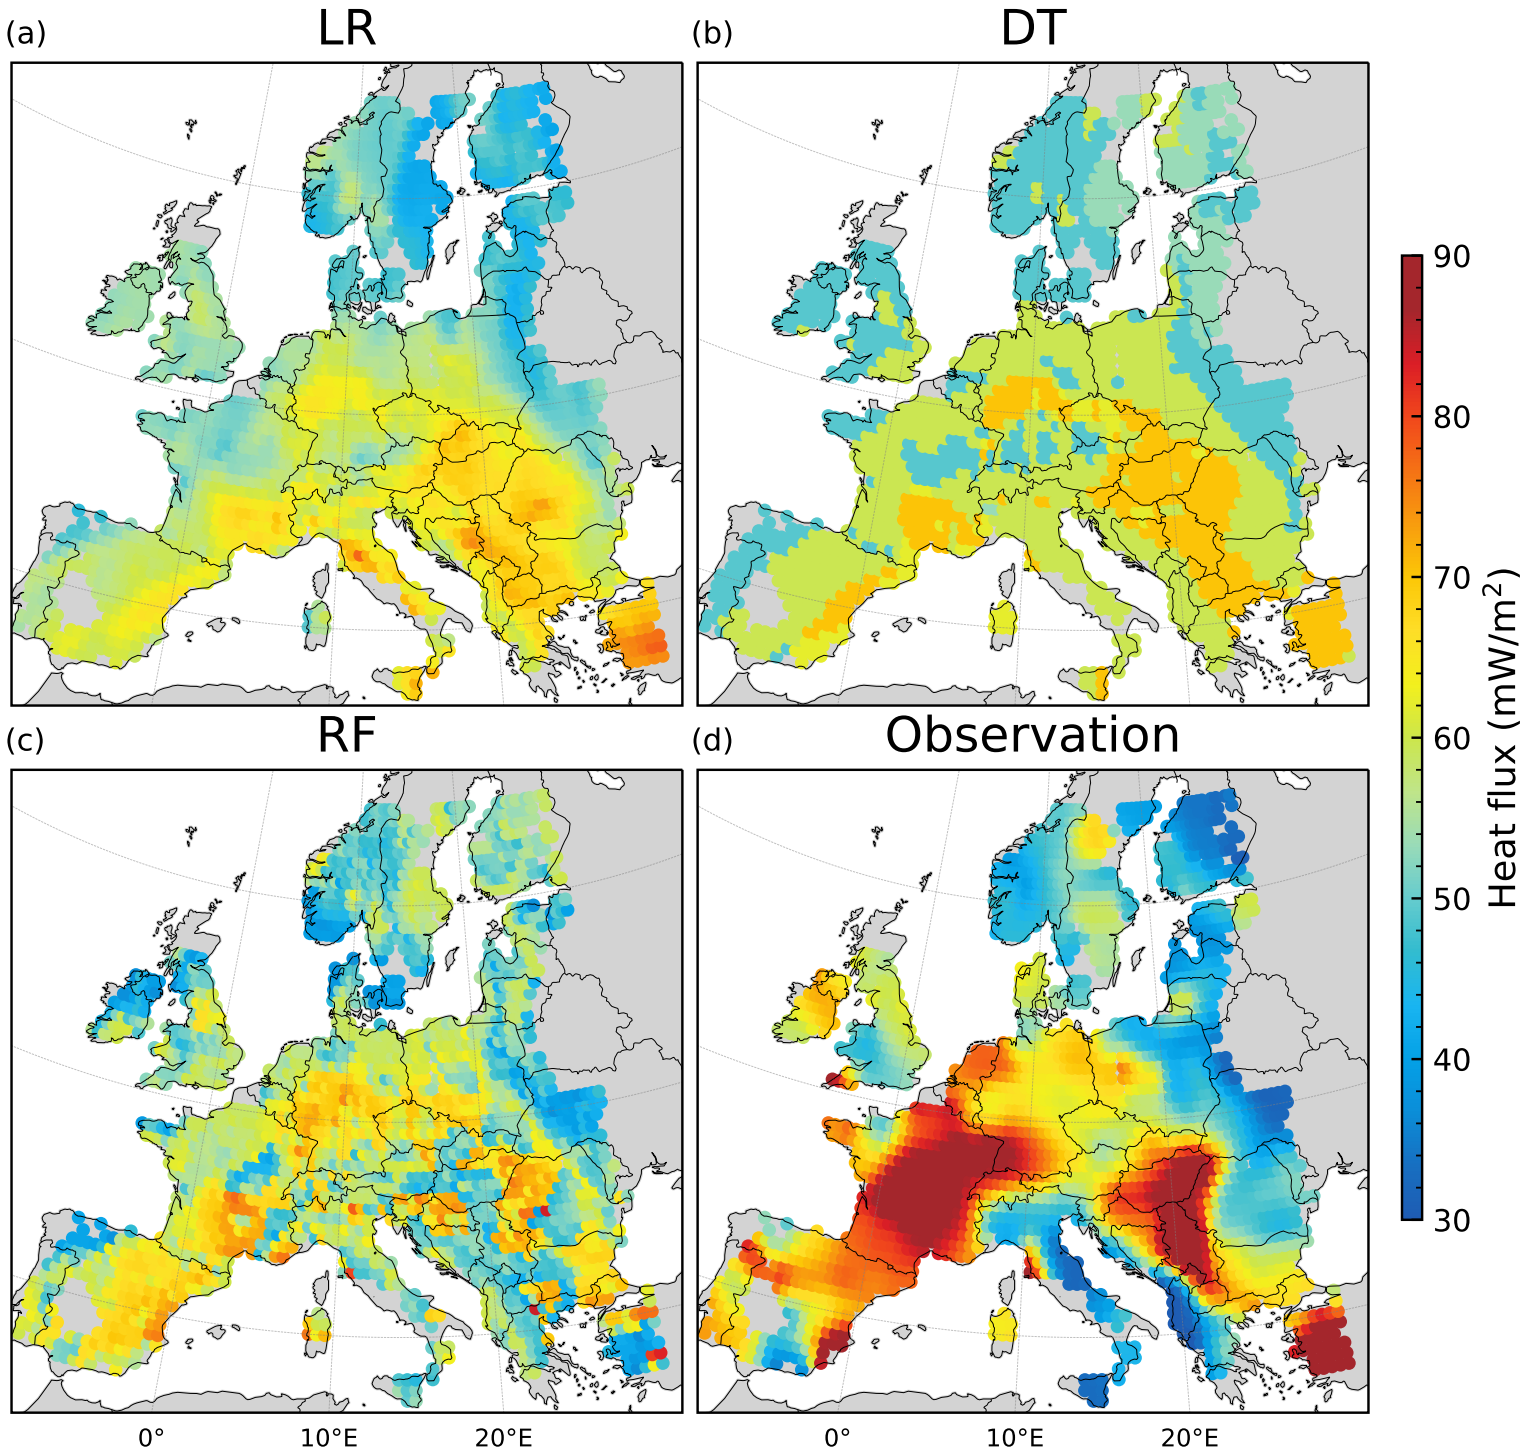 (a) LR
(b) DT
(c) RF
(d) Observation
90
80
70
60
50
40
30
Heat flux (mW/m²)
0° 10°E 20°E
0° 10°E 20°E